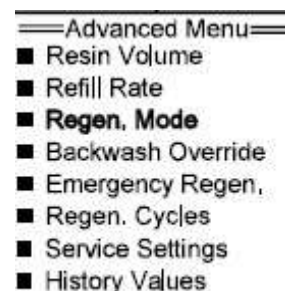 Advanced Menu
Resin Volume
Refill Rate
Regen. Mode
Backwash Override
Emergency Regen.
Regen. Cycles
Service Settings
History Values